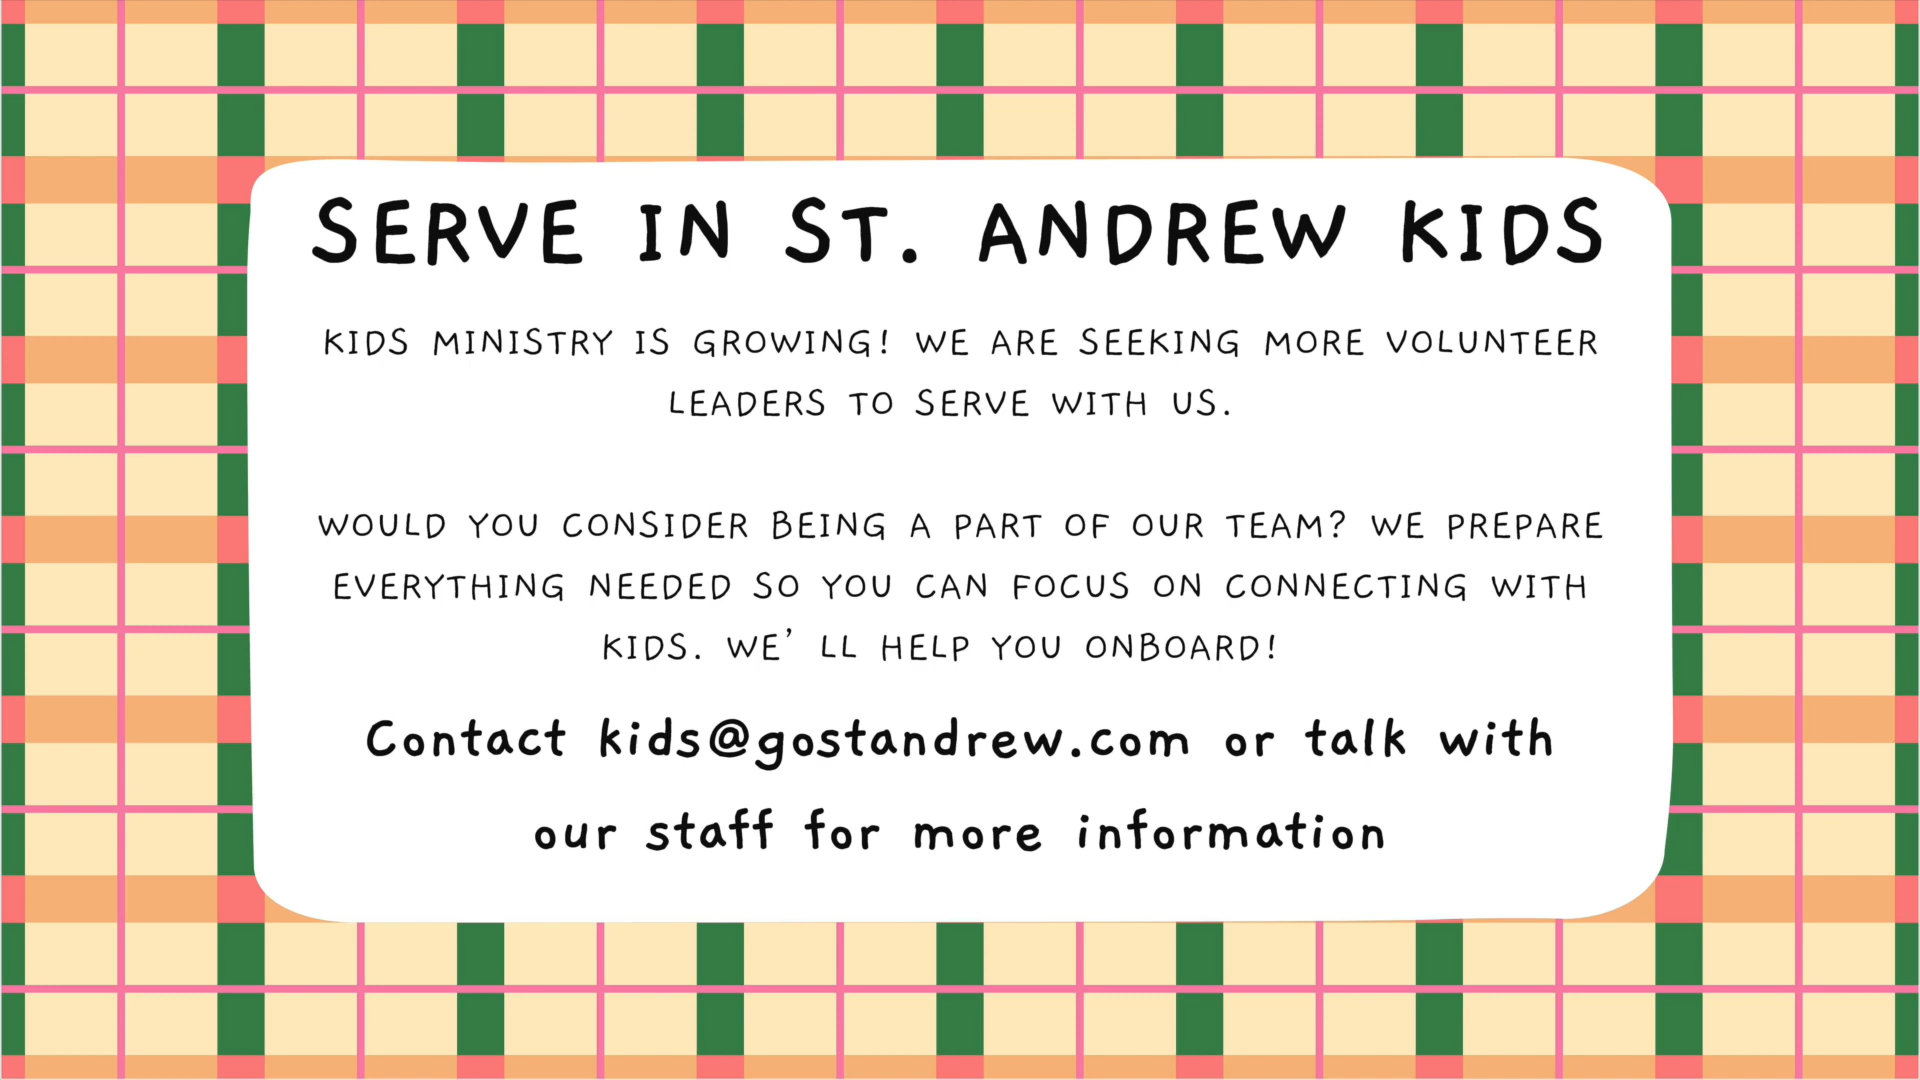 SERVE IN ST. ANDREW KIDS
KIDS MINISTRY IS GROWING! WE ARE SEEKING MORE VOLUNTEER
LEADERS TO SERVE WITH US.
WOULD YOU CONSIDER BEING A PART OF OUR TEAM? WE PREPARE
EVERYTHING NEEDED SO YOU CAN FOCUS ON CONNECTING WITH
KIDS. WE' LL HELP YOU ONBOARD!
Contact kids@gostandrew.com or talk with
our staff for more information